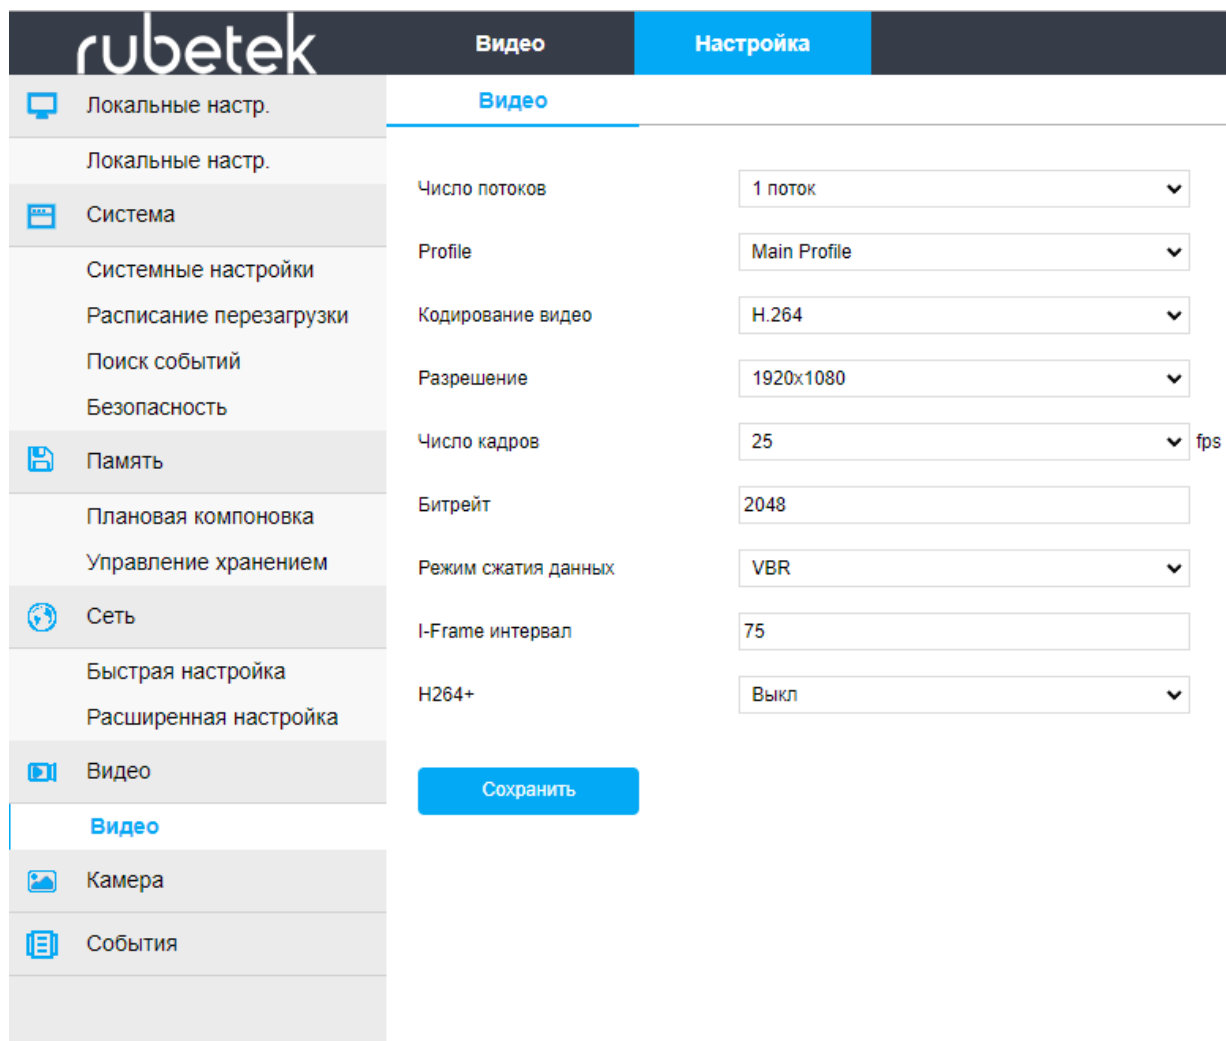 rubetek
Видео
Настройка
Локальные настр.
Локальные настр.
Система
Системные настройки
Расписание перезагрузки
Поиск событий
Безопасность
Память
Плановая компоновка
Управление хранением
Сеть
Быстрая настройка
Расширенная настройка
Видео
Видео
Камера
События
Видео
Число потоков 1 поток
Profile Main Profile
Кодирование видео H.264
Разрешение 1920x1080
Число кадров 25 fps
Битрейт 2048
Режим сжатия данных VBR
I-Frame интервал 75
H264+ Выкл
Сохранить